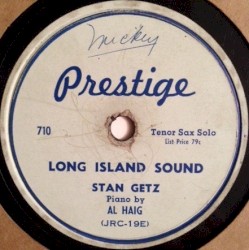 Mickey
Prestige
710
Tenor Sax Solo
List Price 79c
LONG ISLAND SOUND
STAN GETZ
Piano by
AL HAIG
(JRC-19E)